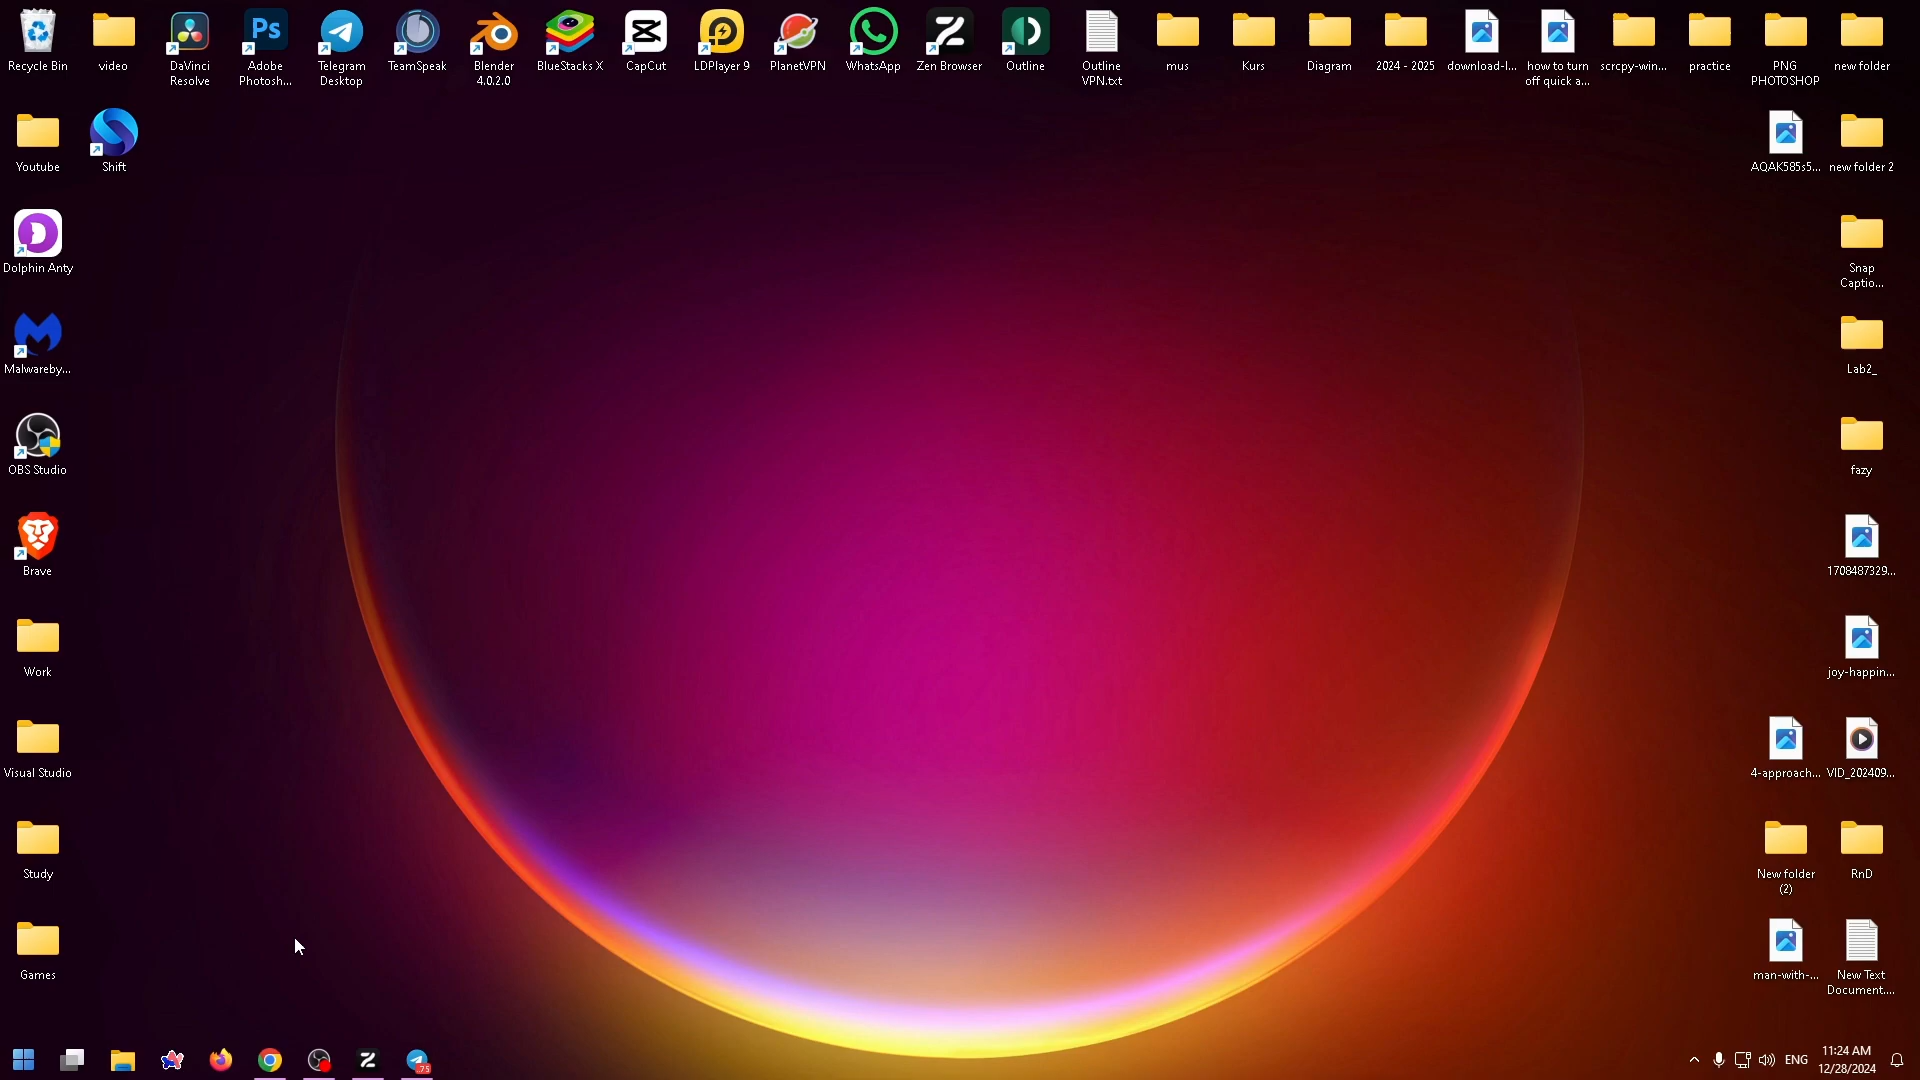 Recycle Bin
video
DaVinci
Resolve
Adobe
Photosh...
Telegram
Desktop
TeamSpeak
Blender
4.0.2.0
BlueStacks X
CapCut
LDPlayer 9
PlanetVPN
WhatsApp
Zen Browser
Outline
Outline
VPN.txt
mus
Kurs
Diagram
2024 - 2025
download-l...
how to turn
off quick a...
scrcpy-win...
practice
PNG
PHOTOSHOP
new folder
Youtube
Shift
AQAK585s5...
new folder 2
Dolphin Anty
Snap
Captio...
Malwareby...
Lab2_
OBS Studio
fazy
Brave
1708487329...
Work
joy-happin...
Visual Studio
4-approach...
VID_202409...
Study
New folder
(2)
RnD
Games
man-with-...
New Text
Document....
.75
ENG
11:24 AM
12/28/2024